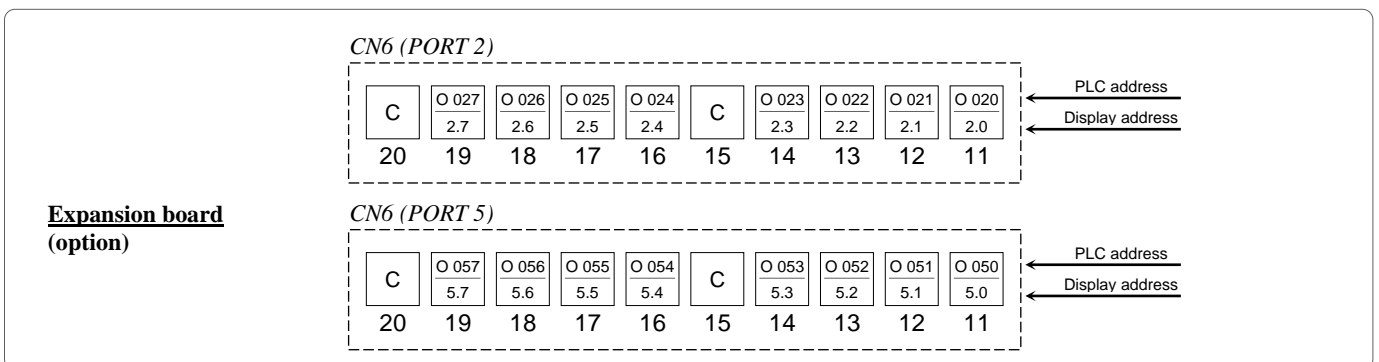 CN6 (PORT 2)
C O 027 O 026 O 025 O 024 C O 023 O 022 O 021 O 020 PLC address
2.7 2.6 2.5 2.4 2.3 2.2 2.1 2.0 Display address
20 19 18 17 16 15 14 13 12 11
Expansion board
(option)
CN6 (PORT 5)
C O 057 O 056 O 055 O 054 C O 053 O 052 O 051 O 050 PLC address
5.7 5.6 5.5 5.4 5.3 5.2 5.1 5.0 Display address
20 19 18 17 16 15 14 13 12 11